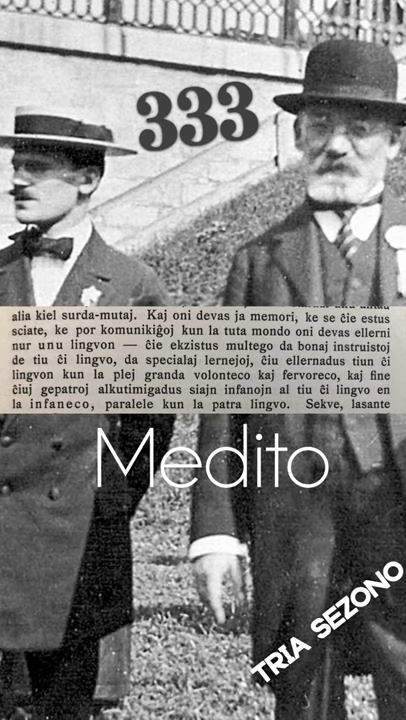 333
alia kiel surda-mutaj. Kaj oni devas ja memori, ke se ĉie estus
sciate, ke por komunikiĝoj kun la tuta mondo oni devas ellerni
nur unu lingvon — ĉie ekzistus multego da bonaj instruistoj
de tiu ĉi lingvo, da specialaj lernejoj, ĉiu ellernadus tiun ĉi
lingvon kun la plej granda volonteco kaj fervoreco, kaj fine
ĉiuj gepatroj alkutimigadus siajn infanojn al tiu ĉi lingvo en
la infaneco, paralele kun la patra lingvo. Sekve, lasante
Medito
TRIA SEZONO